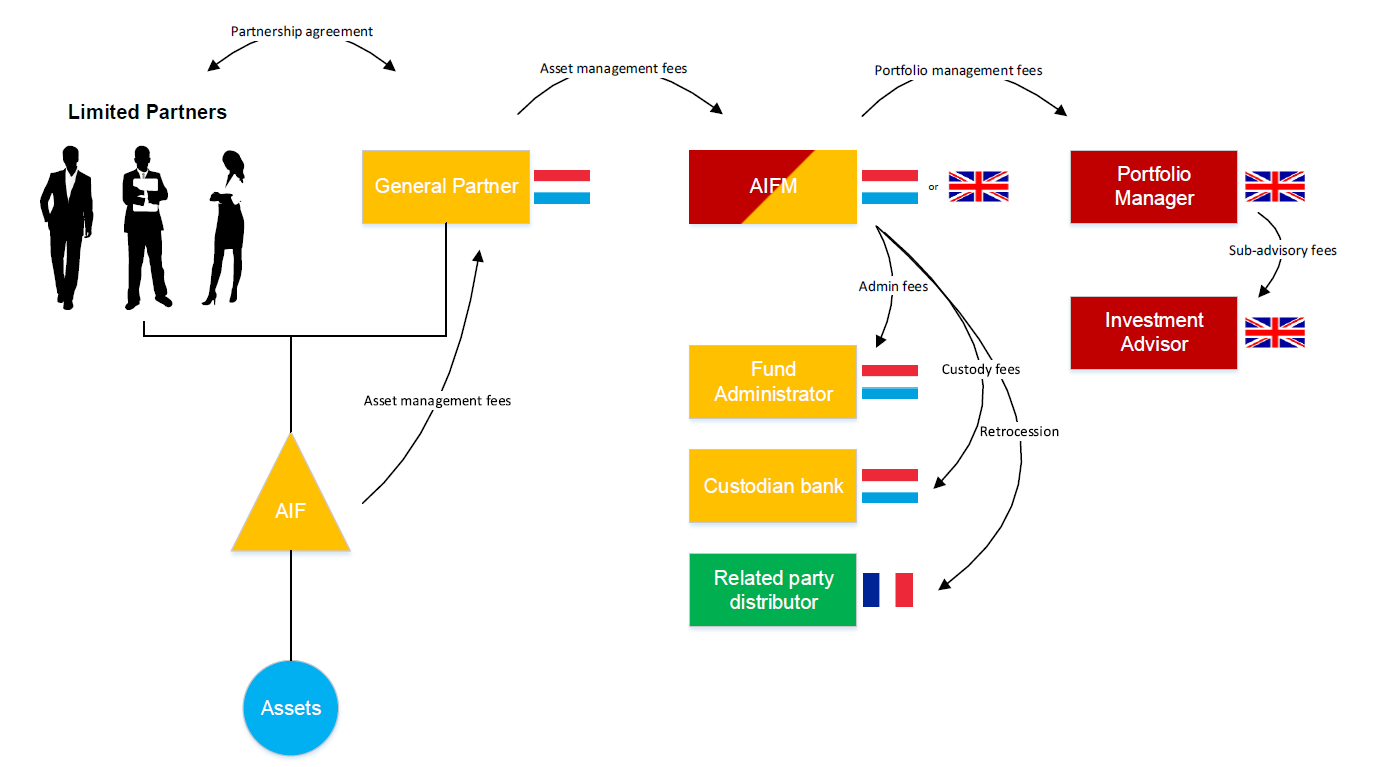 Partnership agreement
Asset management fees
Portfolio management fees
Limited Partners
General Partner
AIFM
or
Portfolio
Manager
Sub-advisory fees
Admin fees
Investment
Advisor
Fund
Administrator
Custody fees
Asset management fees
Retrocession
Custodian bank
AIF
Related party
distributor
Assets